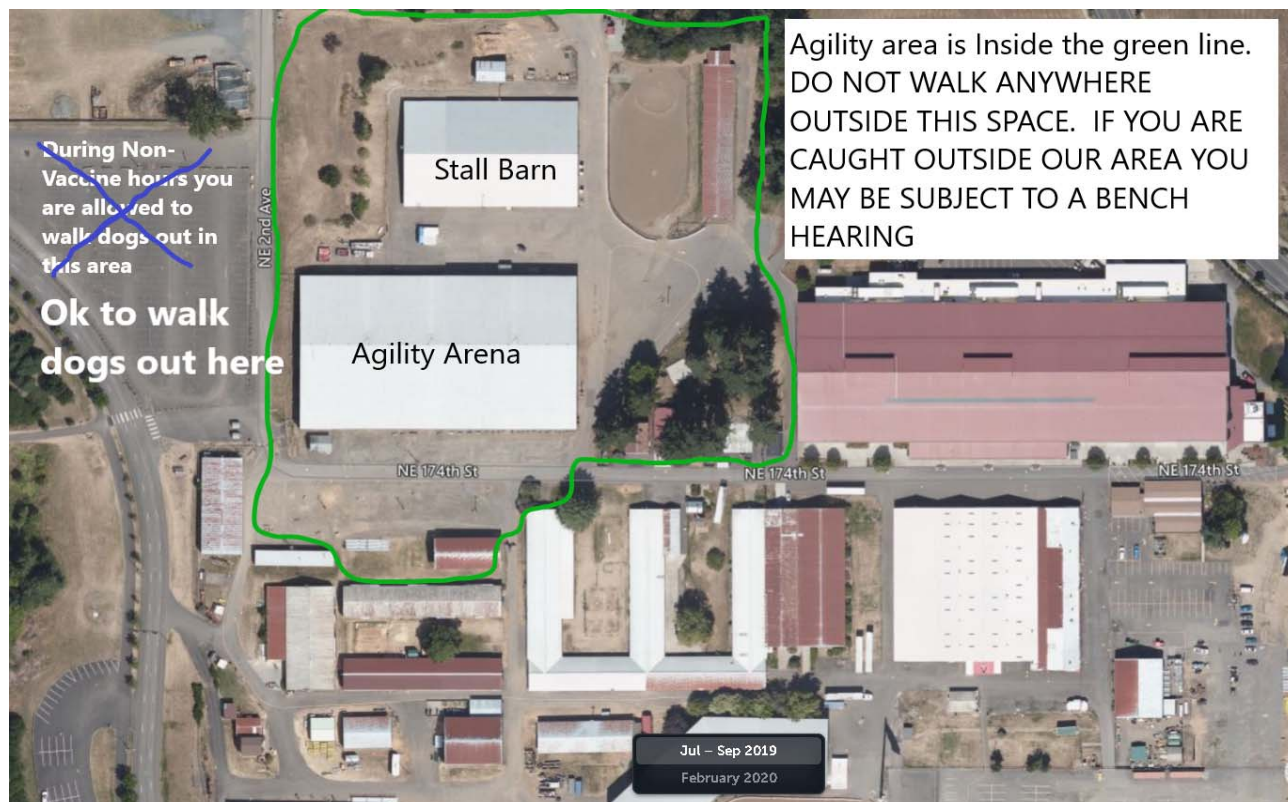 Agility area is Inside the green line.
DO NOT WALK ANYWHERE
OUTSIDE THIS SPACE.  IF YOU ARE
CAUGHT OUTSIDE OUR AREA YOU
MAY BE SUBJECT TO A BENCH
HEARING
During Non-
Vaccine hours you
are allowed to
walk dogs out in
this area
Ok to walk
dogs out here
NE 2nd Ave
Stall Barn
Agility Arena
NE 174th St
NE 174th St
NE 174th St
Jul – Sep 2019
February 2020